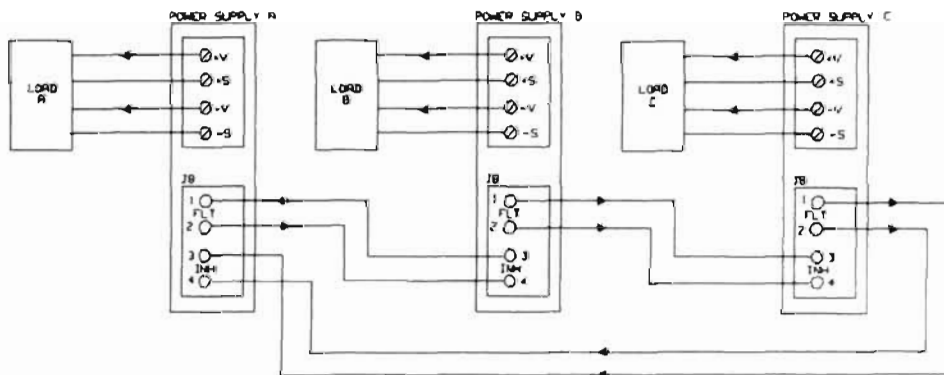 POWER SUPPLY A
POWER SUPPLY B
POWER SUPPLY C
LOAD A
+V
+S
-V
-S
LOAD B
+V
+S
-V
-S
LOAD C
+V
+S
-V
-S
J8
1
FLT
2
3
INH
4
J8
1
FLT
2
3
INH
4
J8
1
FLT
2
3
INH
4